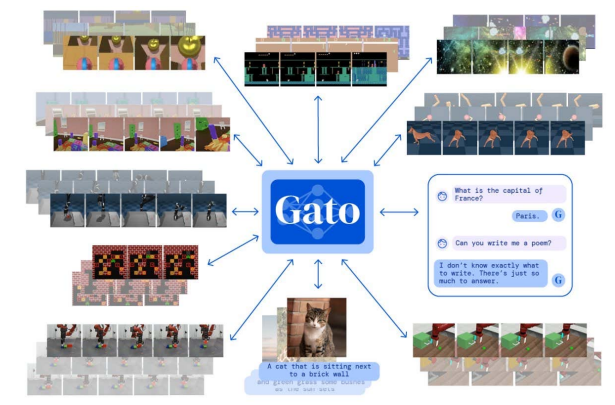 Gato
What is the capital of
France?
Paris.
G
Can you write me a poem?
I don't know exactly what
to write. There's just so
much to answer.
G
A cat that is sitting next
to a brick wall
and green grass some bushes